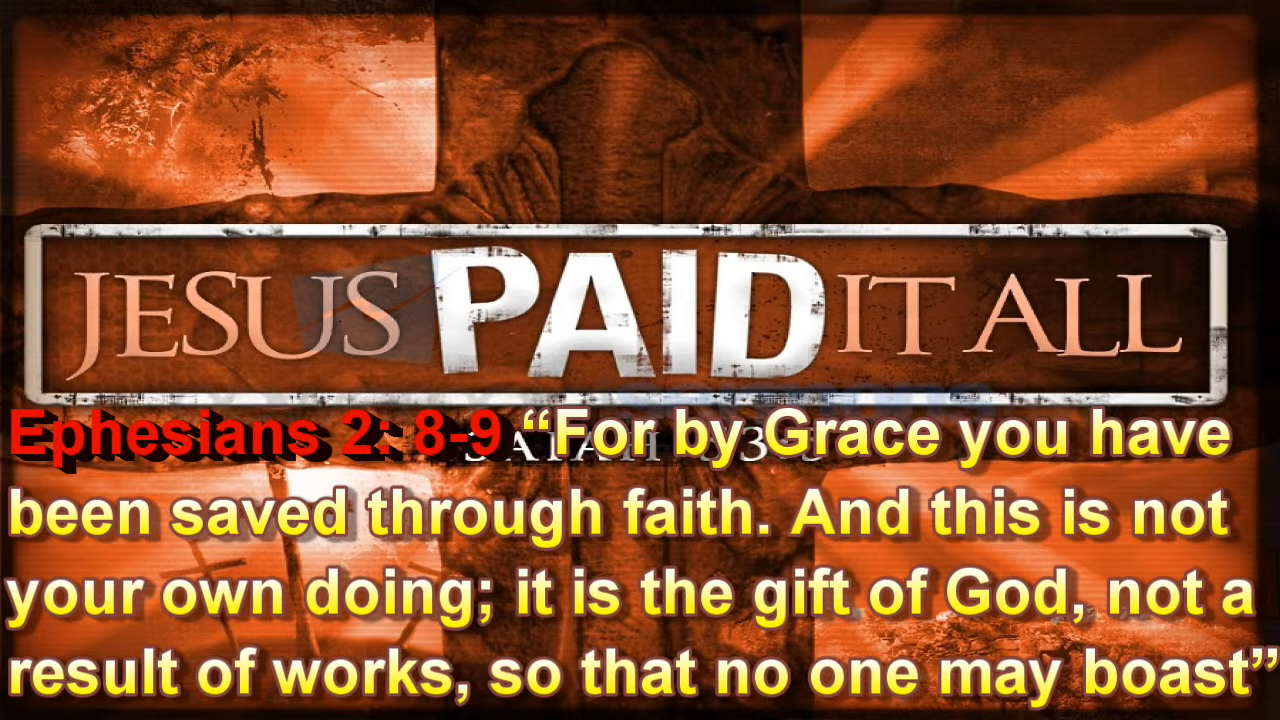 JESUS PAID IT ALL
Ephesians 2: 8-9 “For by Grace you have
been saved through faith. And this is not
your own doing; it is the gift of God, not a
result of works, so that no one may boast”